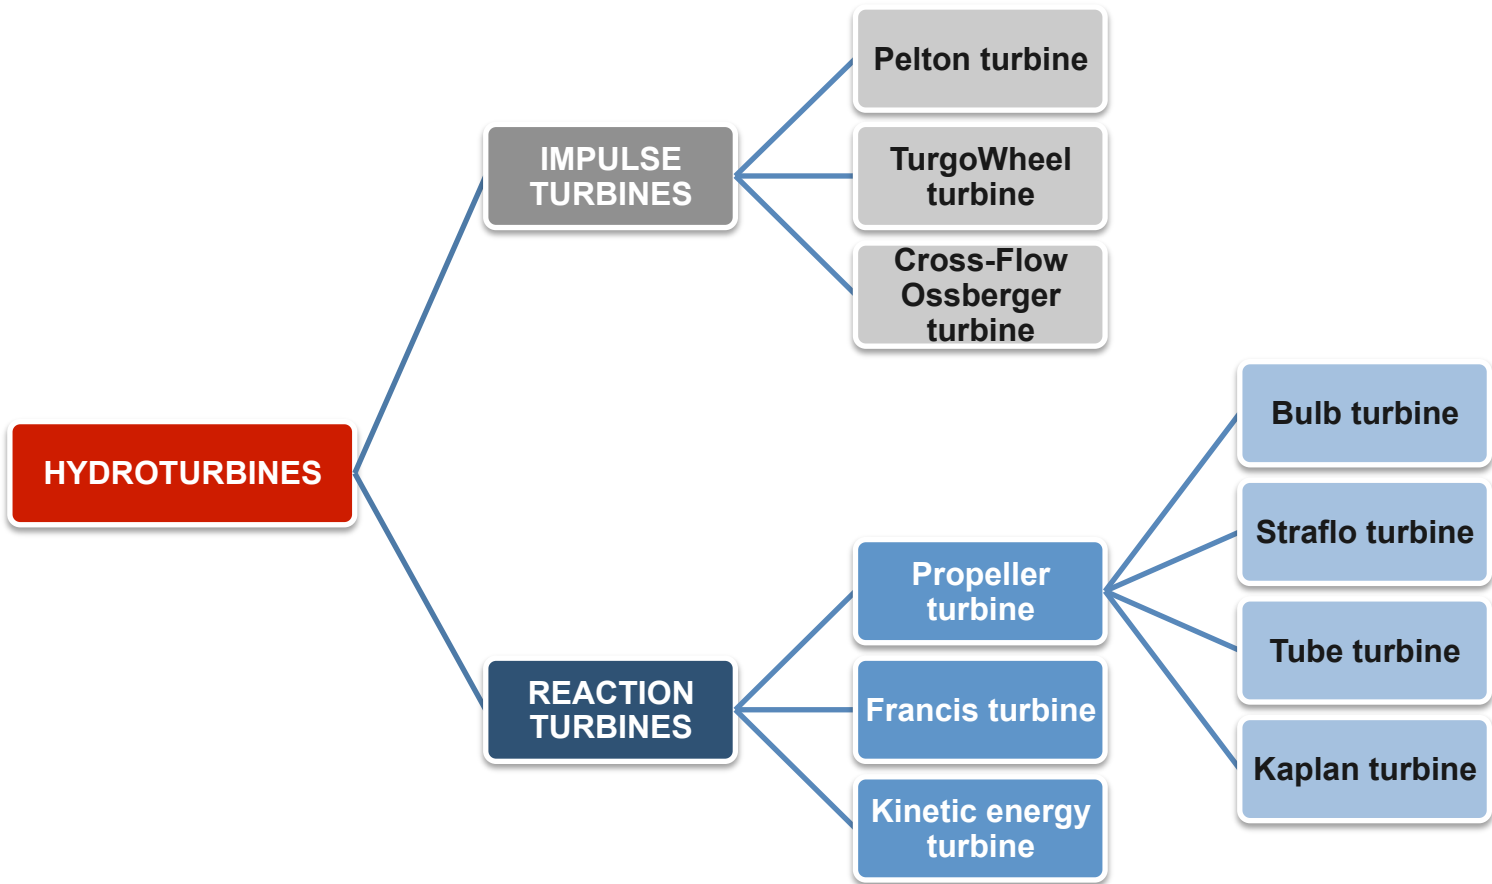 Pelton turbine
IMPULSE
TURBINES
TurgoWheel
turbine
Cross-Flow
Ossberger
turbine
HYDROTURBINES
Bulb turbine
Straflo turbine
Propeller
turbine
Tube turbine
REACTION
TURBINES
Francis turbine
Kaplan turbine
Kinetic energy
turbine